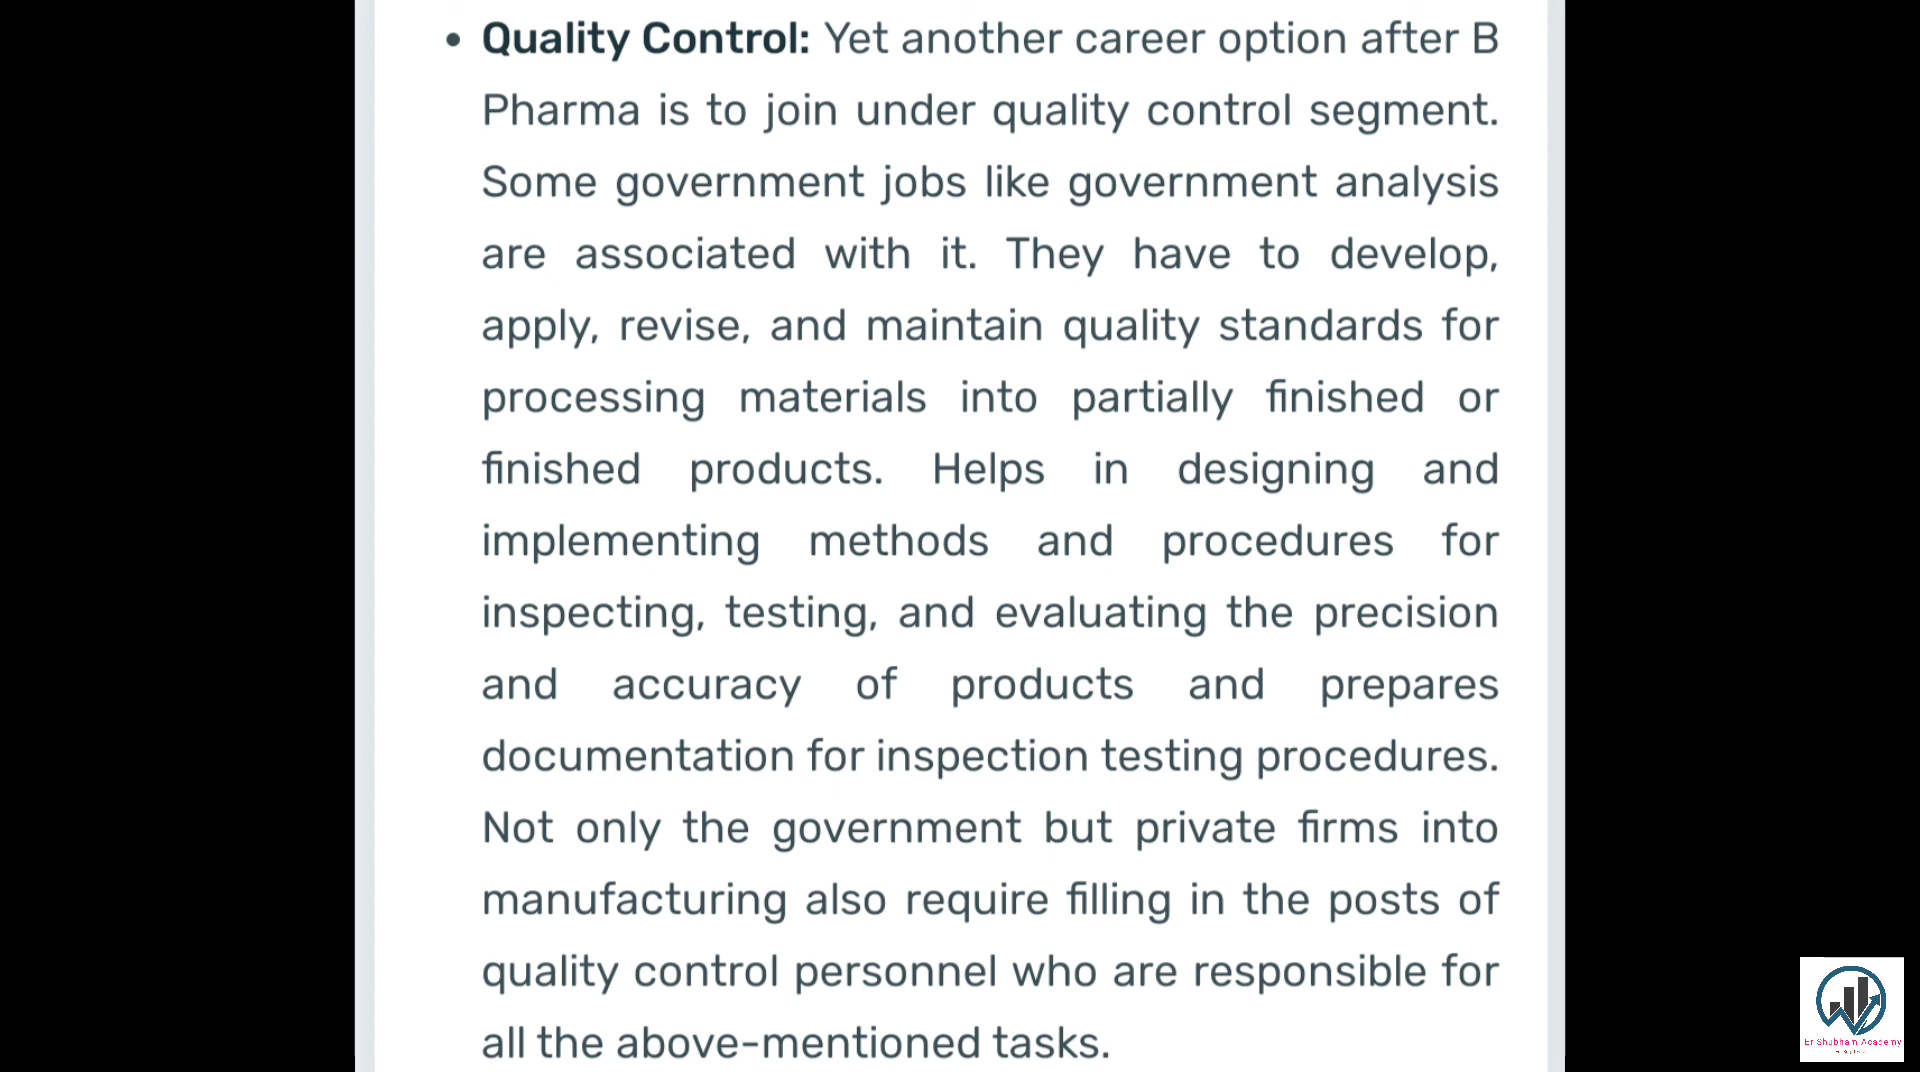 • Quality Control: Yet another career option after B
Pharma is to join under quality control segment.
Some government jobs like government analysis
are associated with it. They have to develop,
apply, revise, and maintain quality standards for
processing materials into partially finished or
finished products. Helps in designing and
implementing methods and procedures for
inspecting, testing, and evaluating the precision
and accuracy of products and prepares
documentation for inspection testing procedures.
Not only the government but private firms into
manufacturing also require filling in the posts of
quality control personnel who are responsible for
all the above-mentioned tasks.
Er Shubham Academy